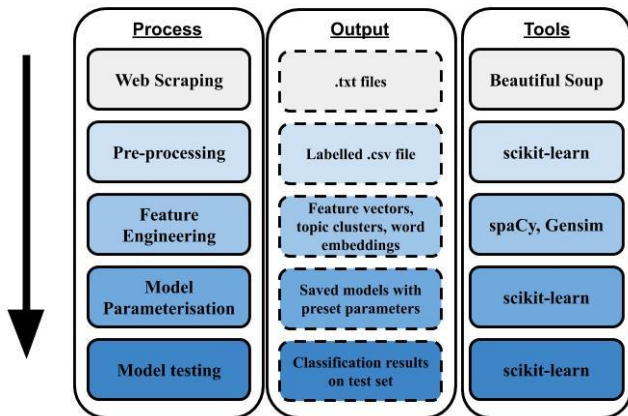 Process
Output
Tools
Web Scraping
.txt files
Beautiful Soup
Pre-processing
Labelled .csv file
scikit-learn
Feature
Engineering
Feature vectors,
topic clusters, word
embeddings
spaCy, Gensim
Model
Parameterisation
Saved models with
preset parameters
scikit-learn
Model testing
Classification results
on test set
scikit-learn